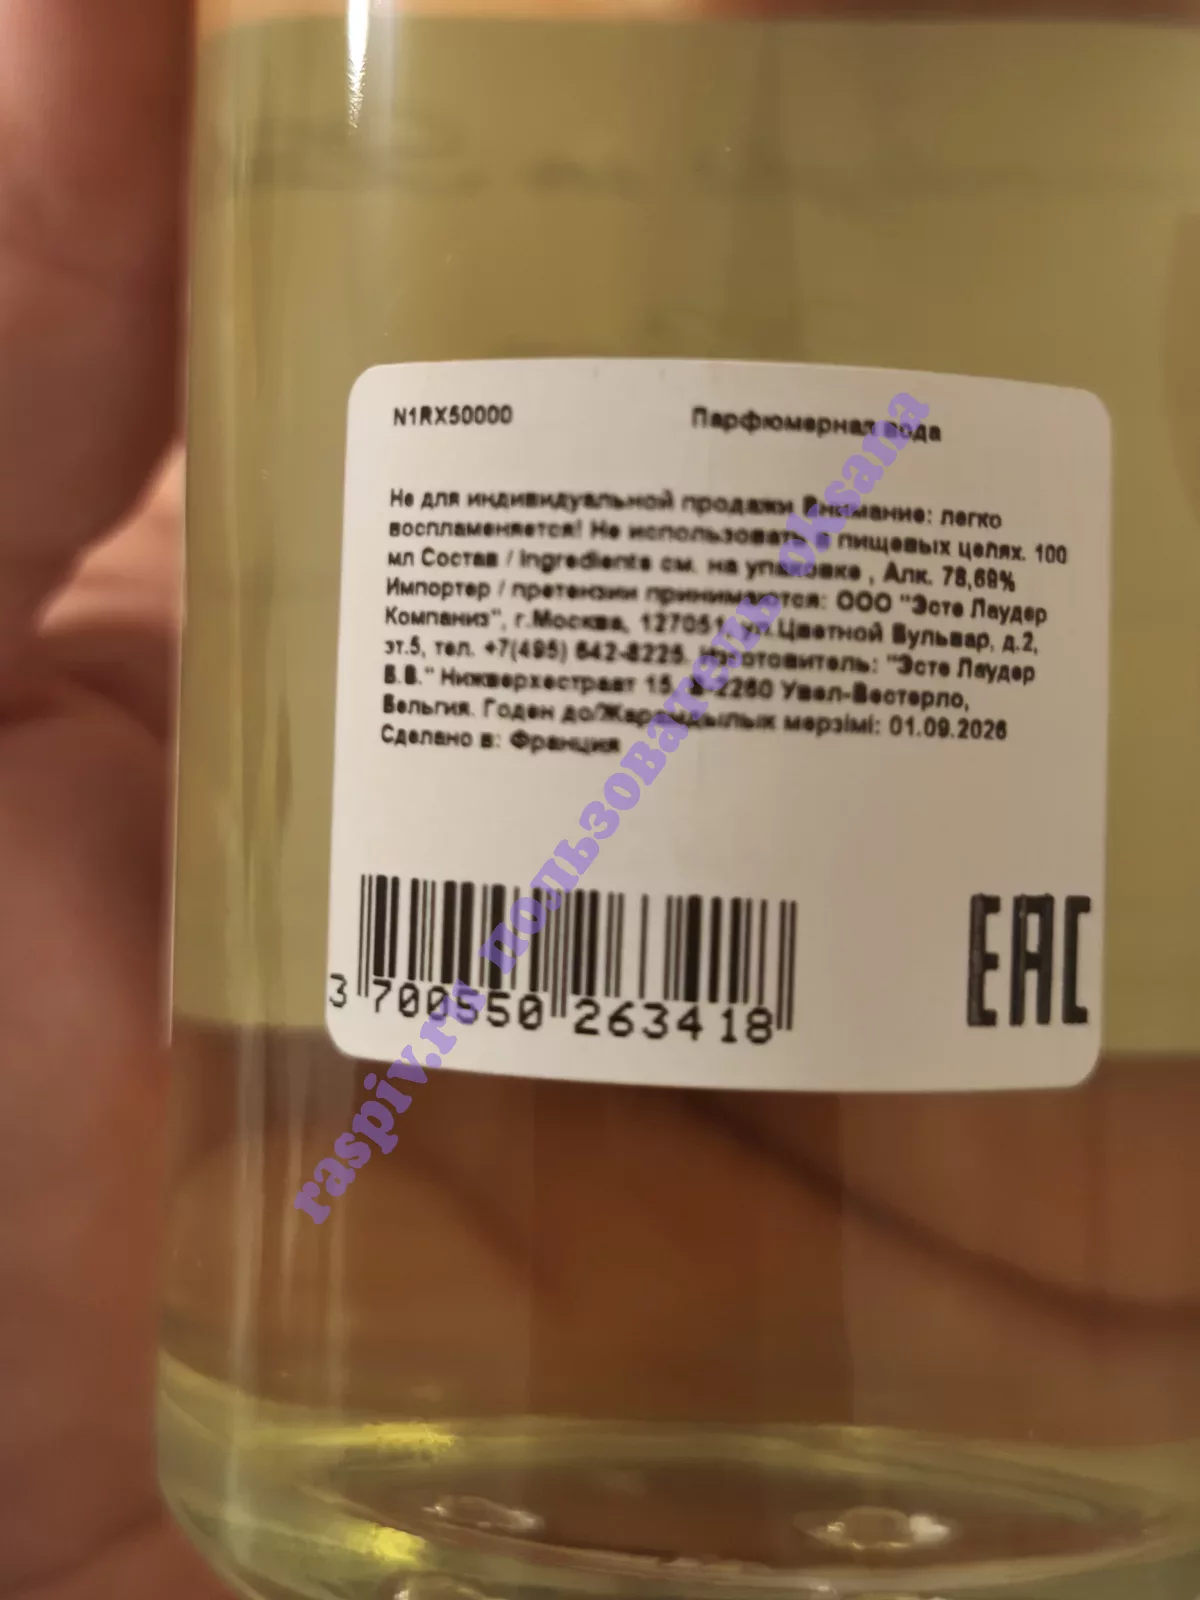 N1RX50000 Парфюмерная вода
Не для индивидуальной продажи Внимание: легко
воспламеняется! Не использовать в пищевых целях. 100
мл Состав / Ingredients см. на упаковке , Алк. 78,69%
Импортер / претензии принимаются: ООО "Эсте Лаудер
Компаниз", г.Москва, 127051, ул.Цветной Бульвар, д.2,
эт.5, тел. +7(495) 642-8225. Изготовитель: "Эсте Лаудер
Б.В." Нижверхестраат 15, B-2260 Увел-Вестерло,
Бельгия. Годен до/Жарамдылык мерзімі: 01.09.2026
Сделано в: Франция
3 700550 263418
EAC
raspiv.ru пользователь oksana